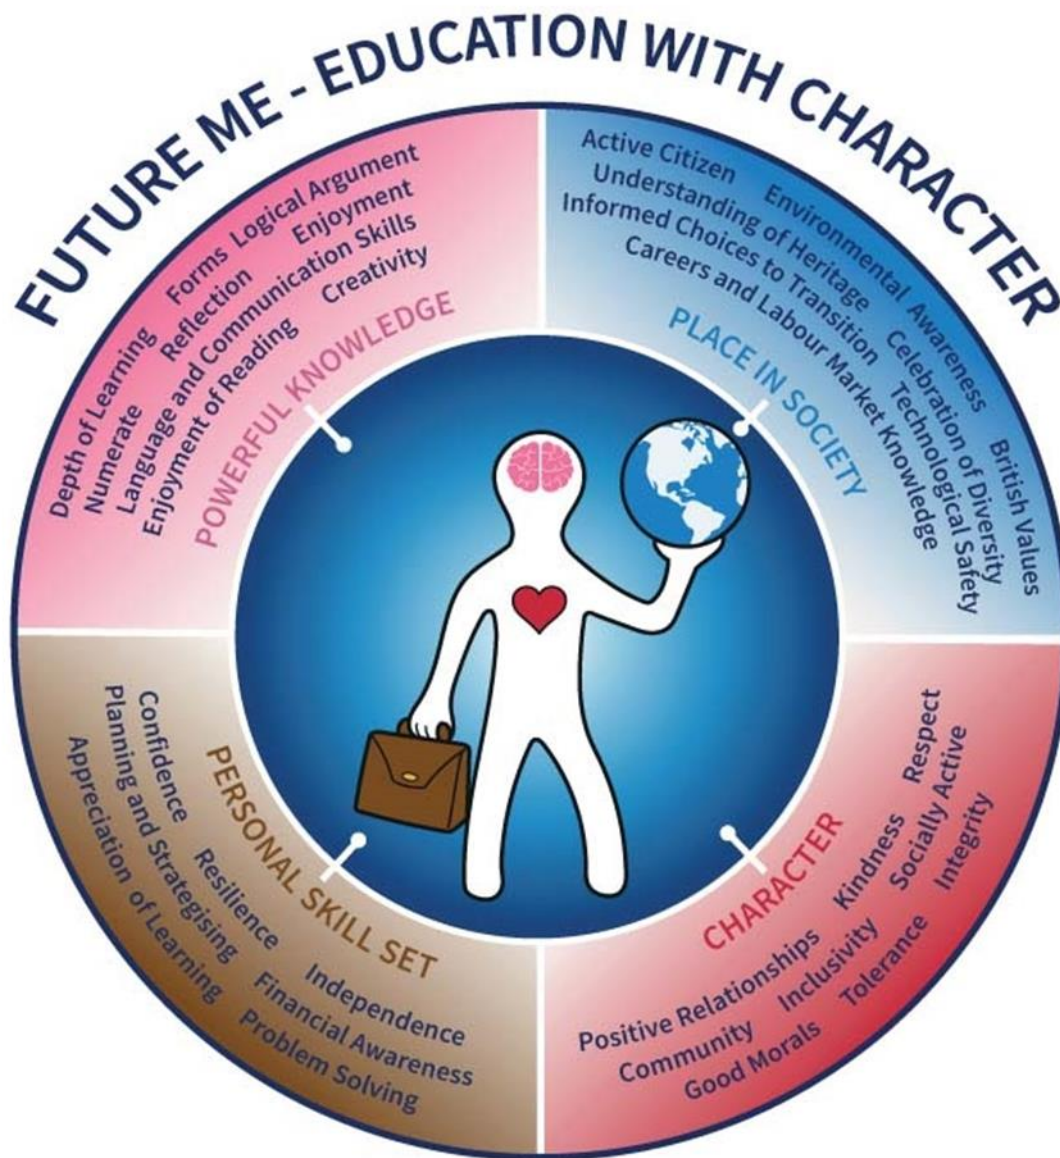 FUTURE ME - EDUCATION WITH CHARACTER
Depth of Learning Forms Logical Argument
Numerate Reflection Enjoyment
Language and Communication Skills
Enjoyment of Reading Creativity
POWERFUL KNOWLEDGE
Active Citizen Environmental Awareness British Values
Understanding of Heritage Celebration of Diversity
Informed Choices to Transition Technological Safety
Careers and Labour Market Knowledge
PLACE IN SOCIETY
PERSONAL SKILL SET
Confidence Resilience Independence
Planning and Strategising Financial Awareness
Appreciation of Learning Problem Solving
CHARACTER
Positive Relationships Kindness Respect
Community Inclusivity Socially Active
Good Morals Tolerance Integrity